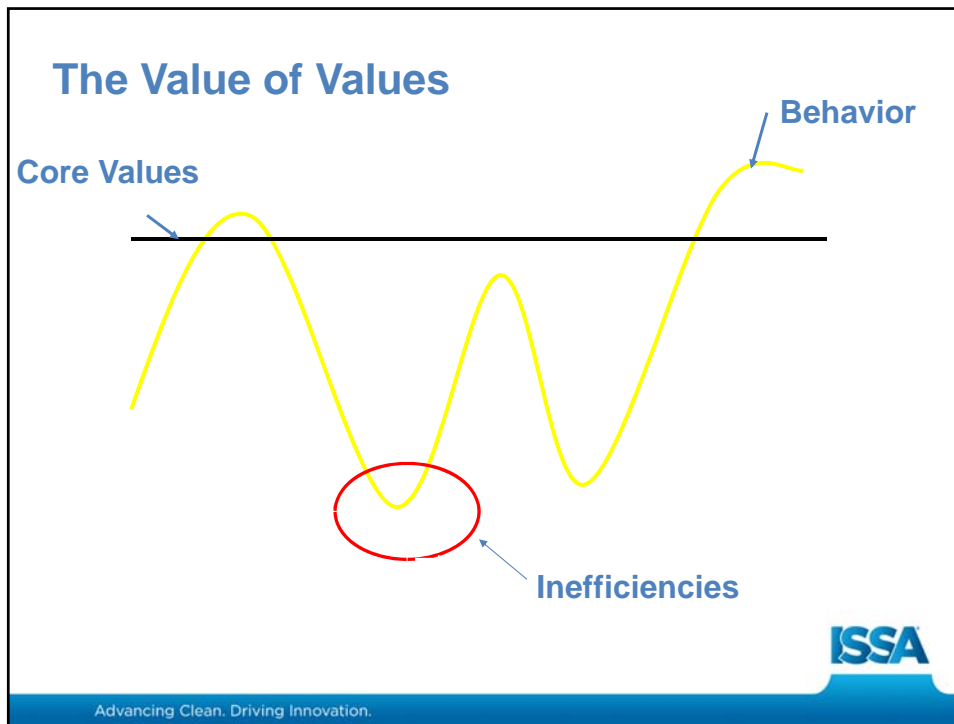 The Value of Values
Behavior
Core Values
Inefficiencies
ISSA
Advancing Clean. Driving Innovation.